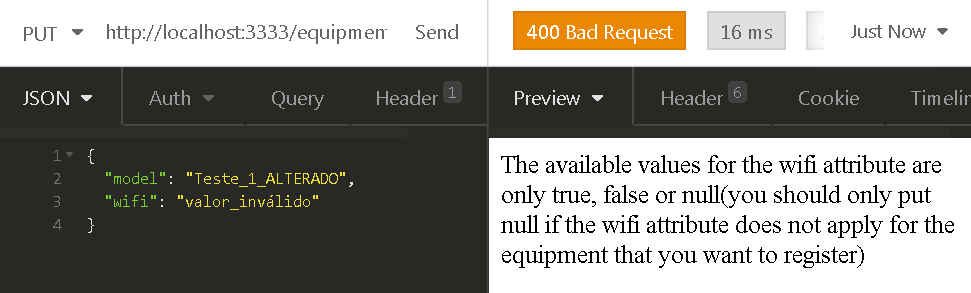 PUT http://localhost:3333/equipmen Send
400 Bad Request 16 ms Just Now
JSON Auth Query Header 1
Preview Header 6 Cookie Timelin
1 {
2 "model": "Teste_1_ALTERADO",
3 "wifi": "valor_inválido"
4 }
The available values for the wifi attribute are
only true, false or null(you should only put
null if the wifi attribute does not apply for the
equipment that you want to register)